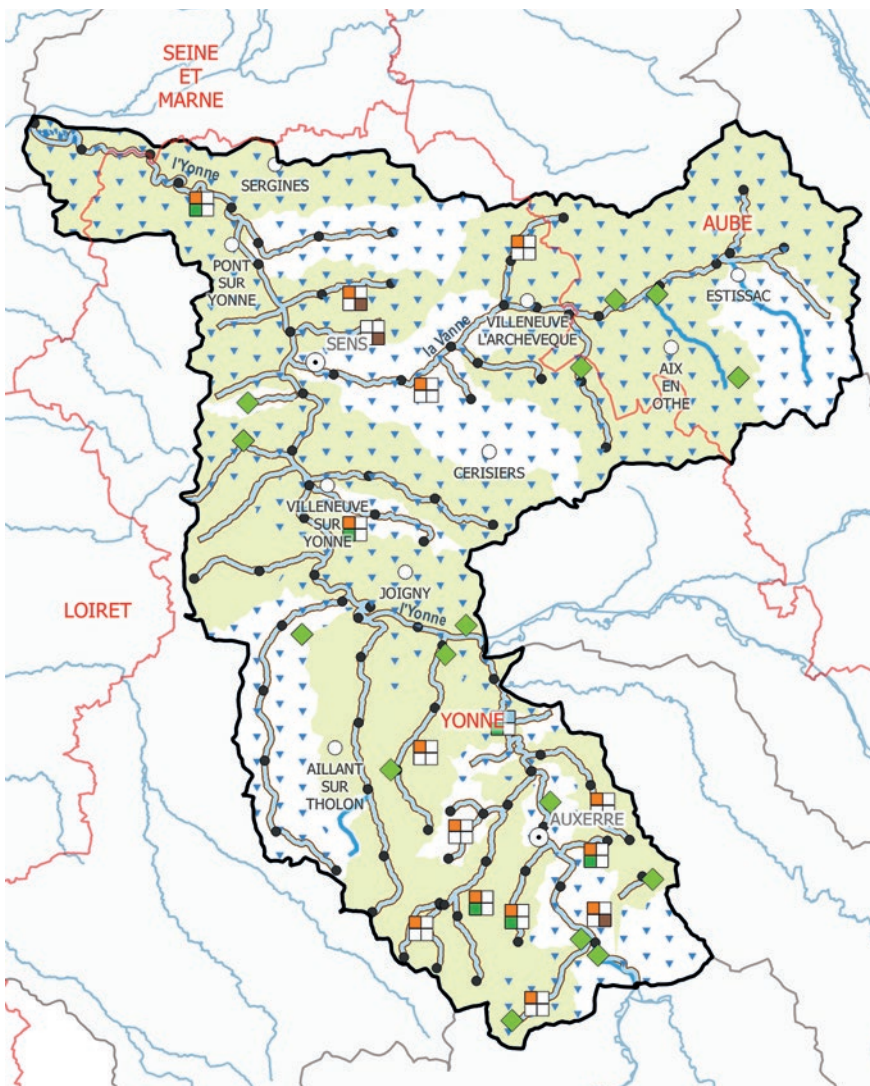 SEINE
ET
MARNE
l'Yonne
SERGINES
AUBE
PONT
SUR
YONNE
ESTISSAC
VILLENEUVE
L'ARCHEVEQUE
la Vanne
SENS
AIX
EN
OTHE
CERISIERS
VILLENEUVE
SUR
YONNE
JOIGNY
l'Yonne
LOIRET
YONNE
AILLANT
SUR
THOLON
AUXERRE